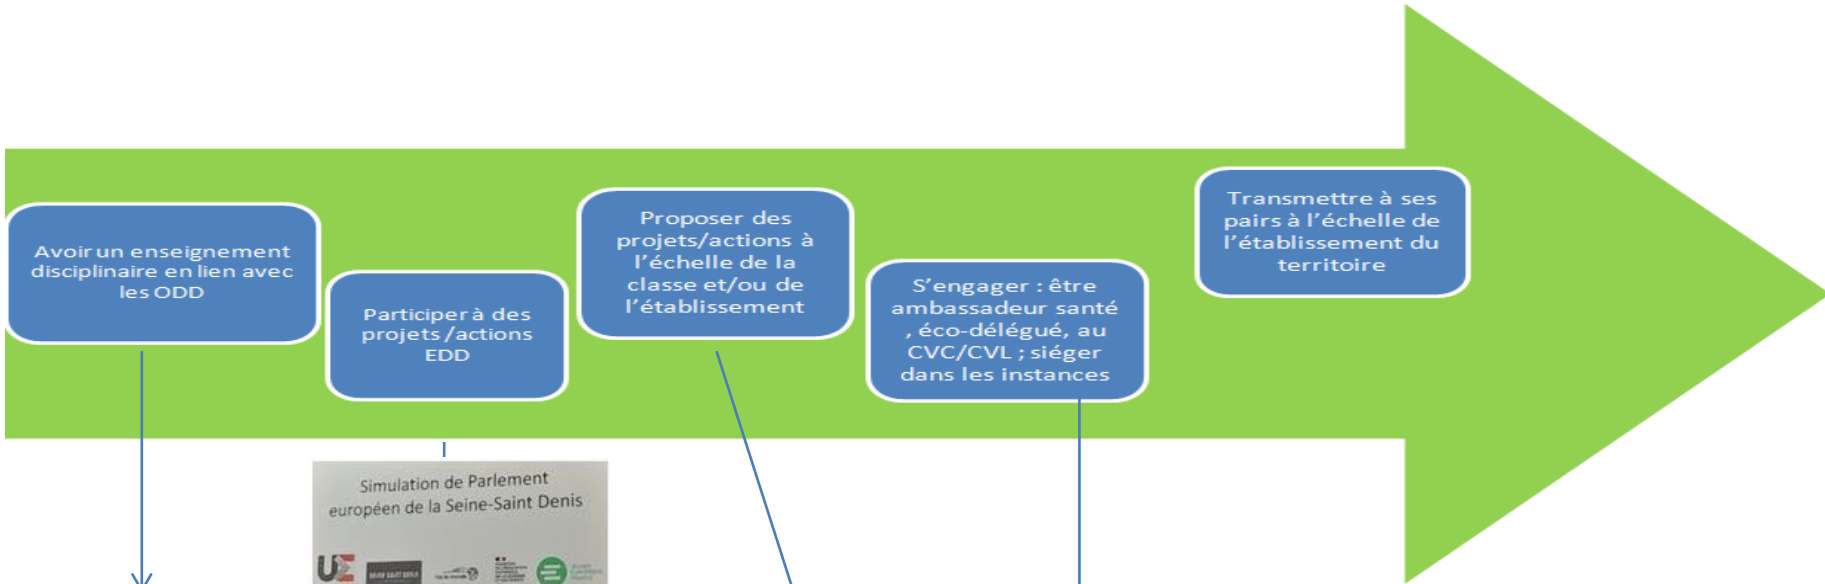 Avoir un enseignement
disciplinaire en lien avec
les ODD
Participer à des
projets /actions
EDD
Proposer des
projets/actions à
l'échelle de la
classe et/ou de
l'établissement
S'engager : être
ambassadeur santé
, éco-délégué, au
CVC/CVL ; siéger
dans les instances
Transmettre à ses
pairs à l'échelle de
l'établissement du
territoire
Simulation de Parlement
européen de la Seine-Saint Denis
UE